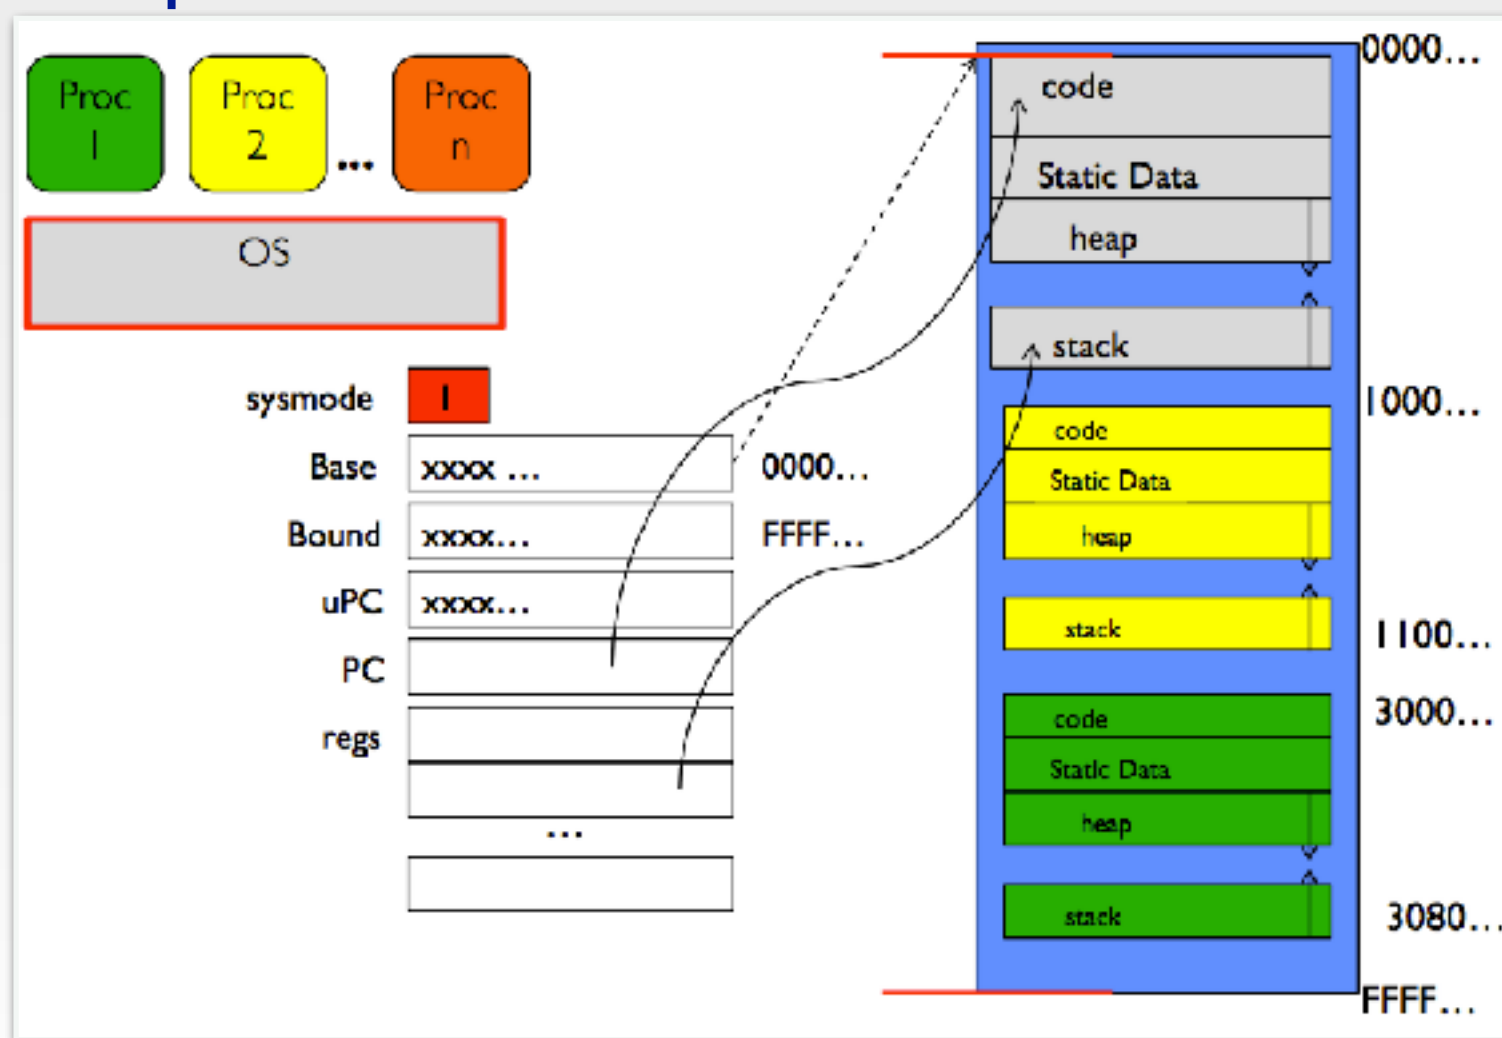 Proc
1
Proc
2
...
Proc
n
OS
sysmode 1
Base xxxx ... 0000...
Bound xxxx... FFFF...
uPC xxxx...
PC
regs
...
0000...
code
Static Data
heap
stack
1000...
code
Static Data
heap
stack
1100...
3000...
code
Static Data
heap
stack
3080...
FFFF...